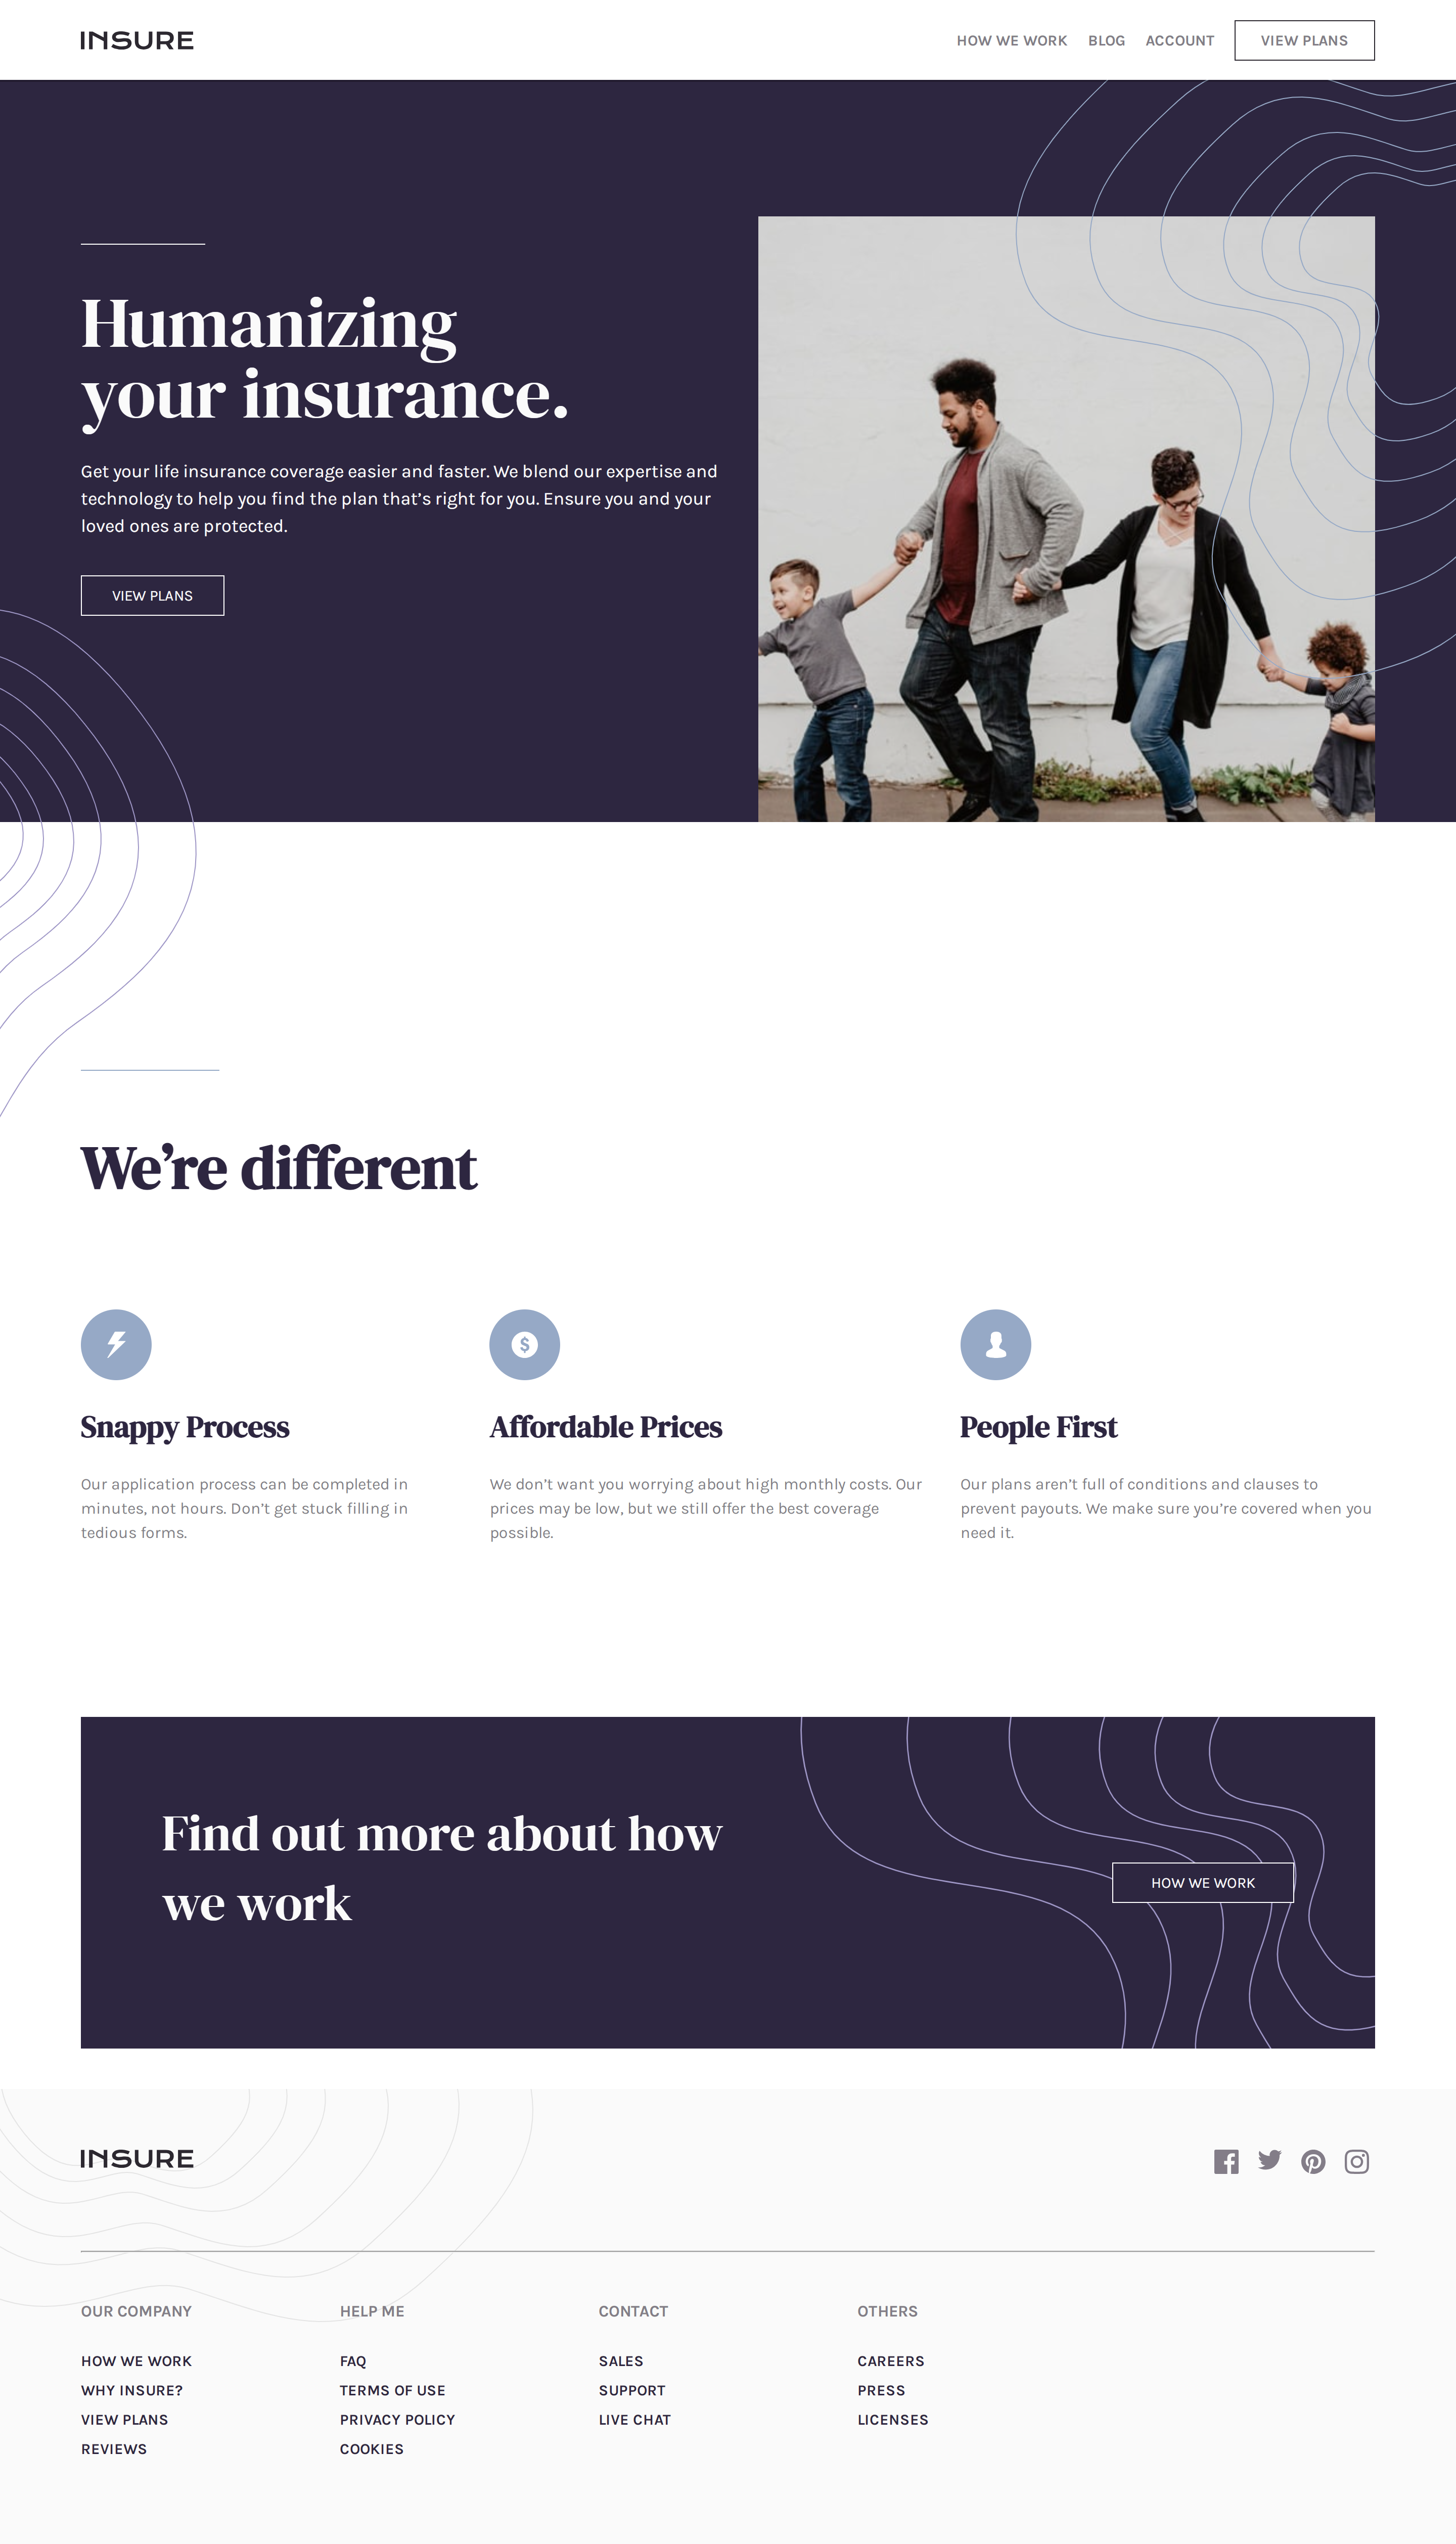 INSURE
HOW WE WORK BLOG ACCOUNT VIEW PLANS
Humanizing
your insurance.
Get your life insurance coverage easier and faster. We blend our expertise and
technology to help you find the plan that’s right for you. Ensure you and your
loved ones are protected.
VIEW PLANS
We’re different
Snappy Process
Our application process can be completed in
minutes, not hours. Don’t get stuck filling in
tedious forms.
Affordable Prices
We don’t want you worrying about high monthly costs. Our
prices may be low, but we still offer the best coverage
possible.
People First
Our plans aren’t full of conditions and clauses to
prevent payouts. We make sure you’re covered when you
need it.
Find out more about how
we work
HOW WE WORK
INSURE
OUR COMPANY
HOW WE WORK
WHY INSURE?
VIEW PLANS
REVIEWS
HELP ME
FAQ
TERMS OF USE
PRIVACY POLICY
COOKIES
CONTACT
SALES
SUPPORT
LIVE CHAT
OTHERS
CAREERS
PRESS
LICENSES